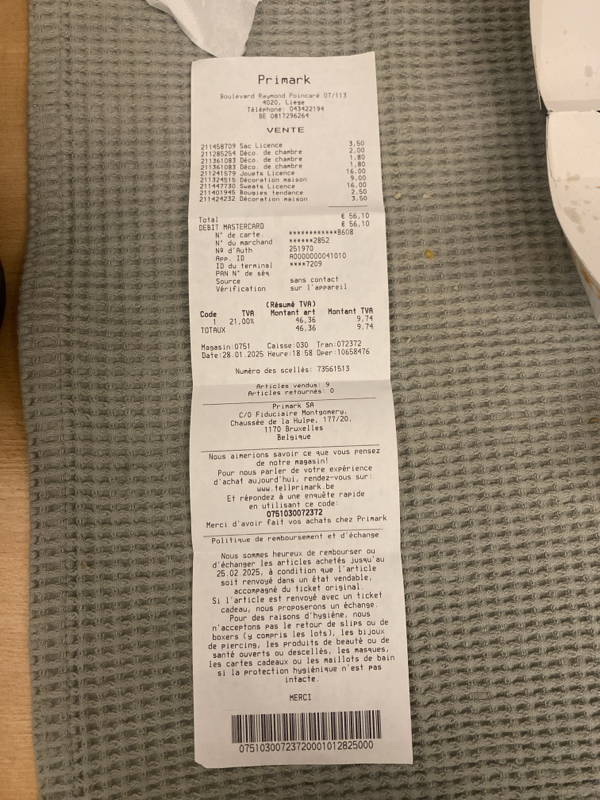 Primark
Boulevard Raymond Poincaré 07/113
4020, Liege
Téléphone: 043422194
BE 0817296264
VENTE
211458709 Sac Licence 3,50
211285254 Déco. de chambre 2,00
211361083 Déco. de chambre 1,80
211361083 Déco. de chambre 1,80
211241579 Jouets Licence 16,00
211324515 Décoration maison 9,00
211447730 Sweats Licence 16,00
211401945 Bougies tendance 2,50
211424232 Décoration maison 3,50
Total € 56,10
DEBIT MASTERCARD € 56,10
N° de carte. ************8608
N° du marchand ******2852
Nº d'Auth 251970
App. ID A0000000041010
ID du terminal ****7209
PAN N° de séq
Source sans contact
Vérification sur l'appareil
(Résumé TVA)
Code TVA Montant art Montant TVA
1 21,00% 46,36 9,74
TOTAUX 46,36 9,74
Magasin:0751 Caisse:030 Tran:072372
Date:28.01.2025 Heure:18:58 Oper:10658476
Numéro des scellés: 73561513
Articles vendus: 9
Articles retournés: 0
Primark SA
C/O Fiduciaire Montgomery,
Chaussée de la Hulpe, 177/20,
1170 Bruxelles
Belgique
Nous aimerions savoir ce que vous pensez
de notre magasin!
Pour nous parler de votre expérience
d'achat aujourd'hui, rendez-vous sur:
www.tellprimark.be
Et répondez à une enquête rapide
en utilisant ce code:
0751030072372
Merci d'avoir fait vos achats chez Primark
Politique de remboursement et d'échange
Nous sommes heureux de rembourser ou
d'échanger les articles achetés jusqu'au
25.02.2025, à condition que l'article
soit renvoyé dans un état vendable,
accompagné du ticket original.
Si l'article est renvoyé avec un ticket
cadeau, nous proposerons un échange.
Pour des raisons d'hygiène, nous
n'acceptons pas le retour de slips ou de
boxers (y compris les lots), les bijoux
de piercing, les produits de beauté ou de
santé ouverts ou descellés, les masques,
les cartes cadeaux ou les maillots de bain
si la protection hygiénique n'est pas
intacte.
MERCI
07510300723720001012825000